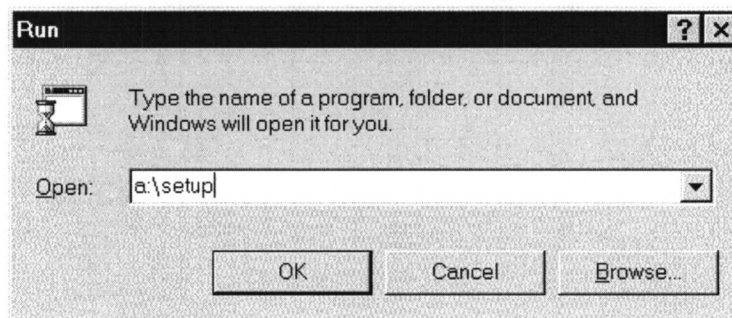 Run
Type the name of a program, folder, or document, and
Windows will open it for you.
Open: a:\setup
OK Cancel Browse...